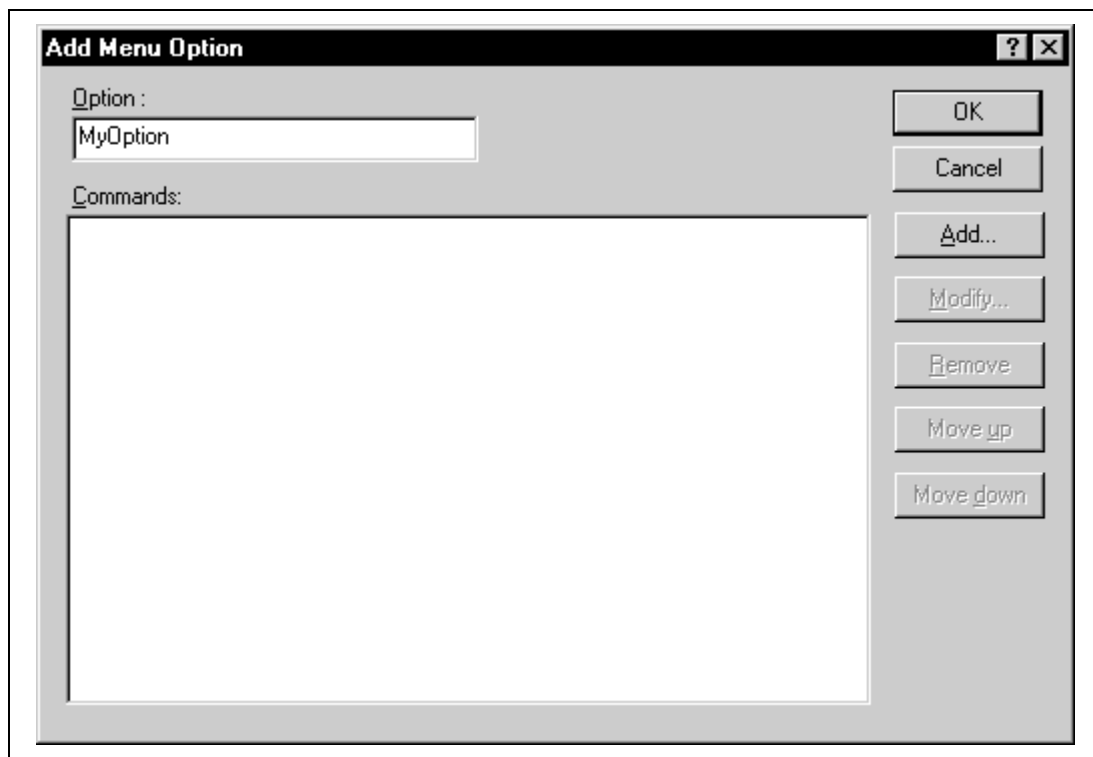 Add Menu Option
Option :
MyOption
Commands:
OK
Cancel
Add...
Modify...
Remove
Move up
Move down